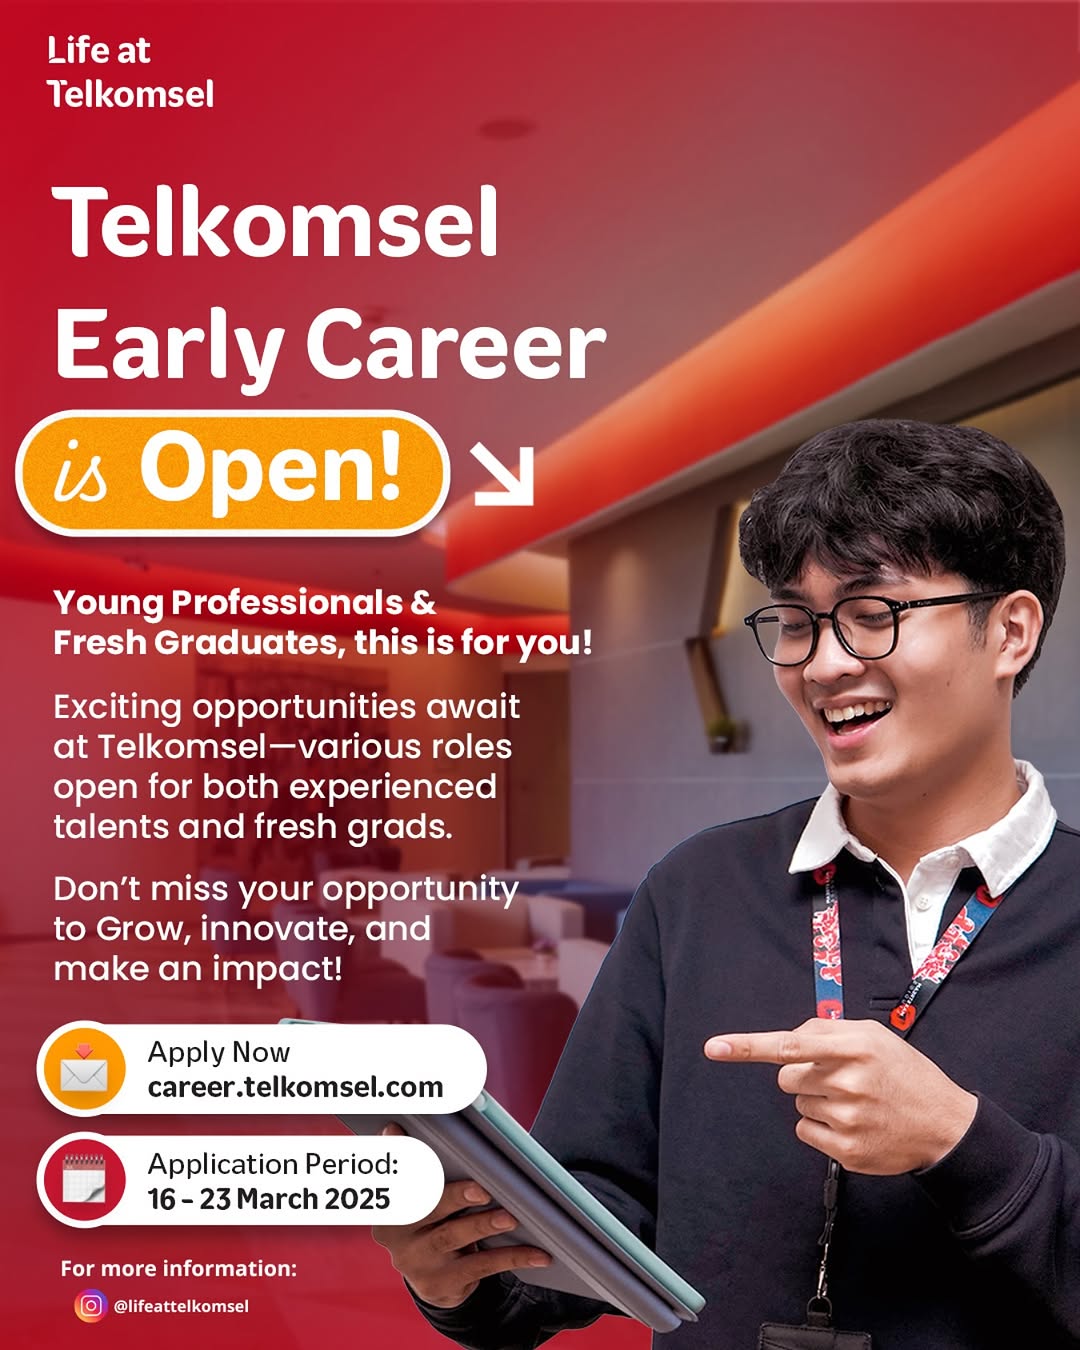 Life at
Telkomsel
Telkomsel
Early Career
is Open!
Young Professionals &
Fresh Graduates, this is for you!
Exciting opportunities await
at Telkomsel—various roles
open for both experienced
talents and fresh grads.
Don’t miss your opportunity
to Grow, innovate, and
make an impact!
Apply Now
career.telkomsel.com
Application Period:
16 – 23 March 2025
For more information:
@lifeattelkomsel